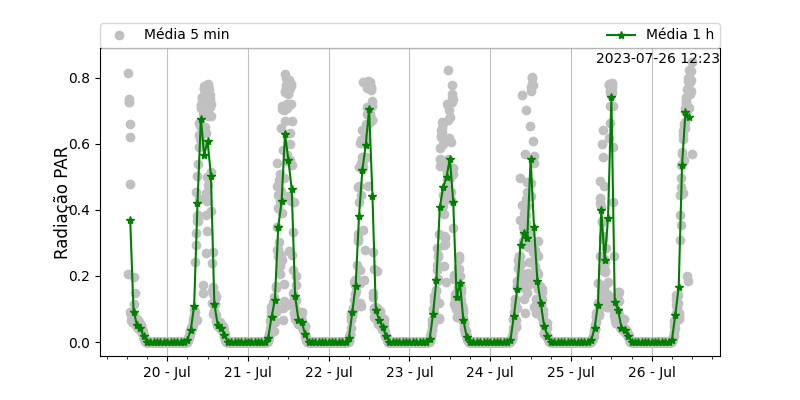 Média 5 min
Média 1 h
2023-07-26 12:23
Radiação PAR
0.8
0.6
0.4
0.2
0.0
20 - Jul
21 - Jul
22 - Jul
23 - Jul
24 - Jul
25 - Jul
26 - Jul